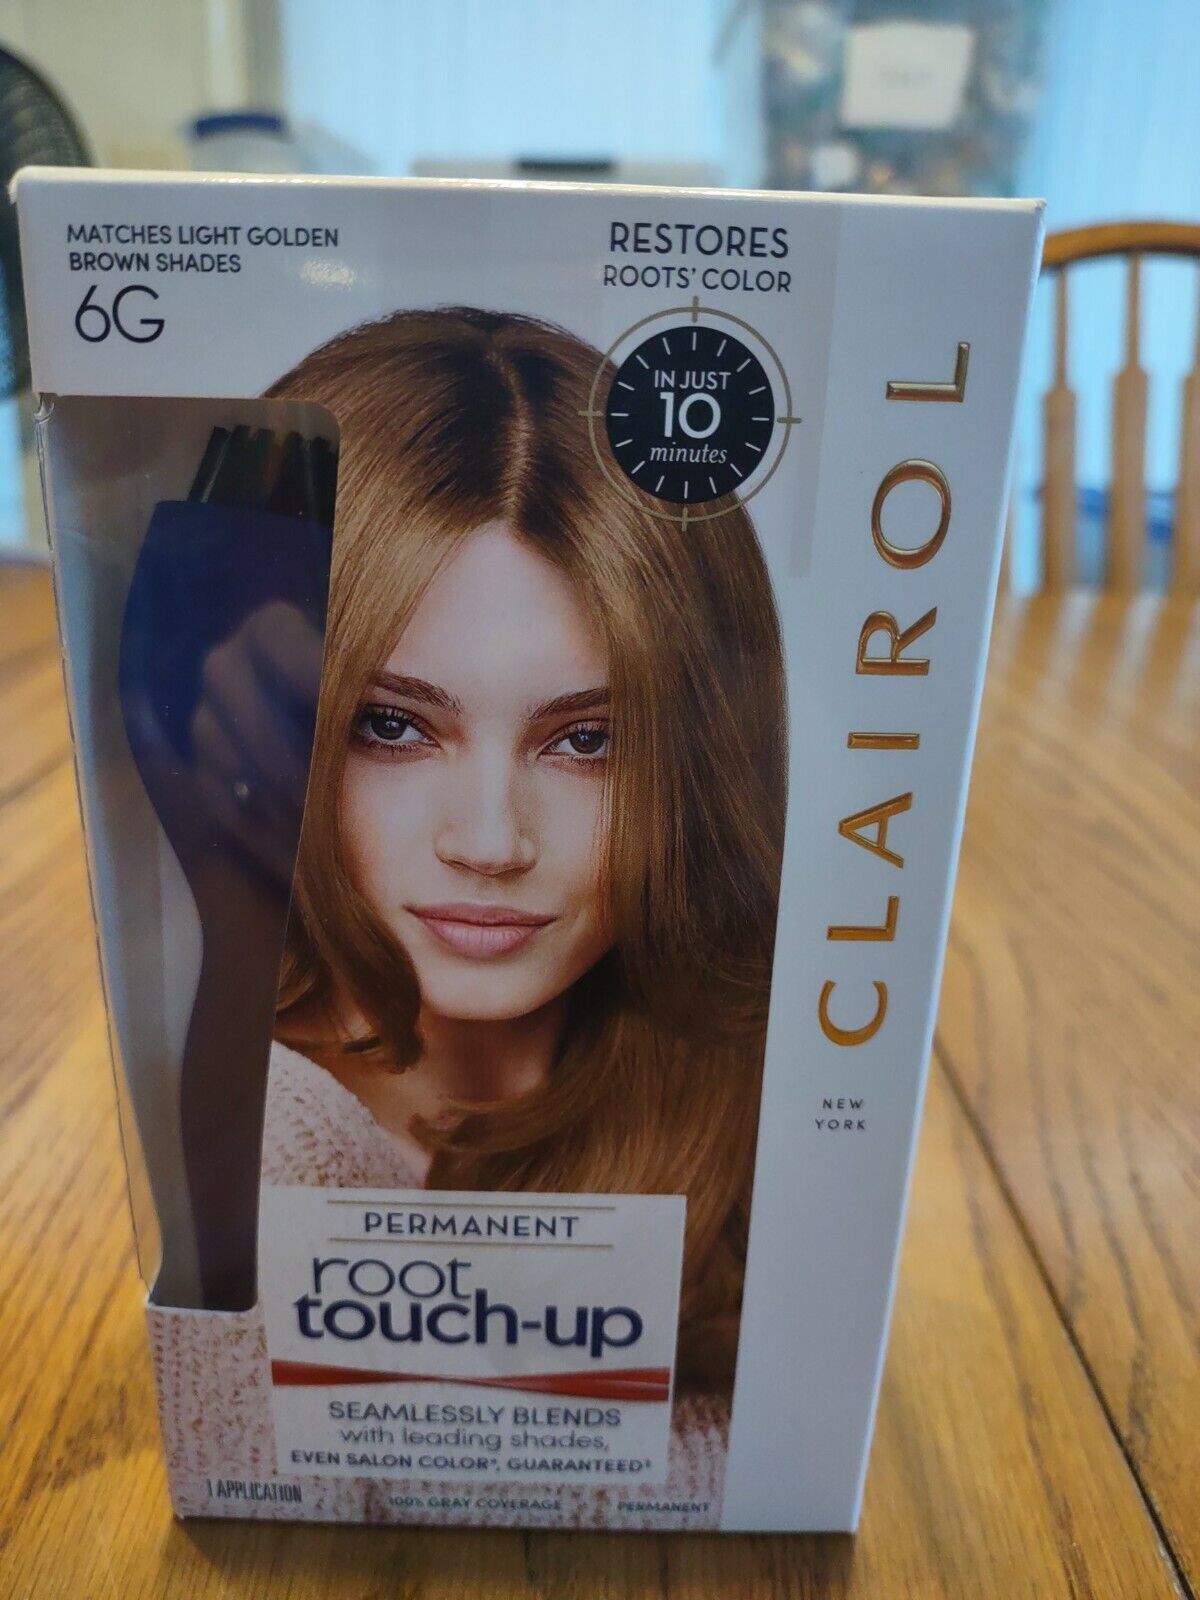 MATCHES LIGHT GOLDEN
BROWN SHADES
6G
RESTORES
ROOTS' COLOR
IN JUST
10
minutes
CLAIROL
NEW
YORK
PERMANENT
root
touch-up
SEAMLESSLY BLENDS
with leading shades,
EVEN SALON COLOR*, GUARANTEED‡
1 APPLICATION
100% GRAY COVERAGE
PERMANENT